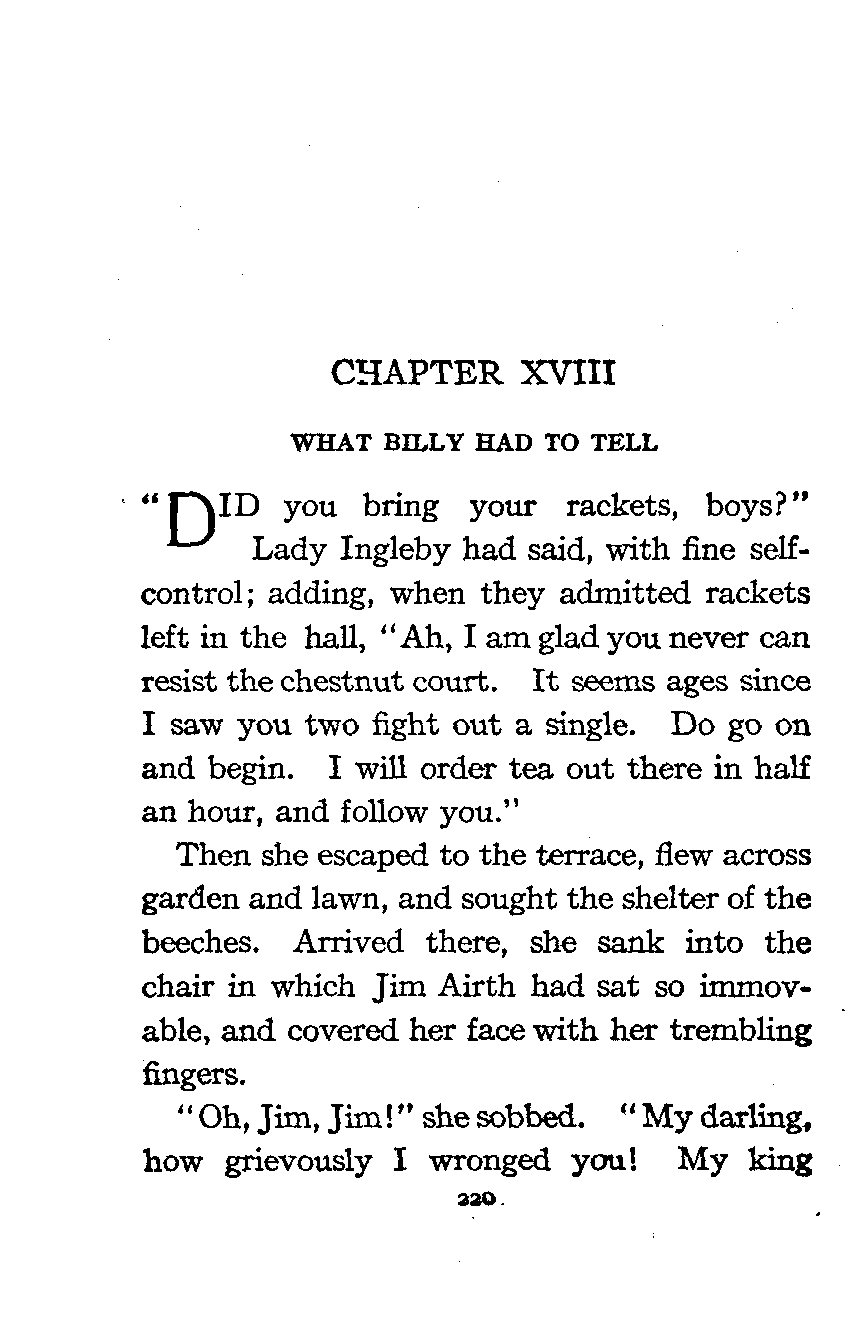 CHAPTER XVIII
WHAT BILLY HAD TO TELL
"DID you bring your rackets, boys?"
Lady Ingleby had said, with fine self-
control; adding, when they admitted rackets
left in the hall, "Ah, I am glad you never can
resist the chestnut court. It seems ages since
I saw you two fight out a single. Do go on
and begin. I will order tea out there in half
an hour, and follow you."
Then she escaped to the terrace, flew across
garden and lawn, and sought the shelter of the
beeches. Arrived there, she sank into the
chair in which Jim Airth had sat so immov-
able, and covered her face with her trembling
fingers.
"Oh, Jim, Jim!" she sobbed. "My darling,
how grievously I wronged you! My king
220